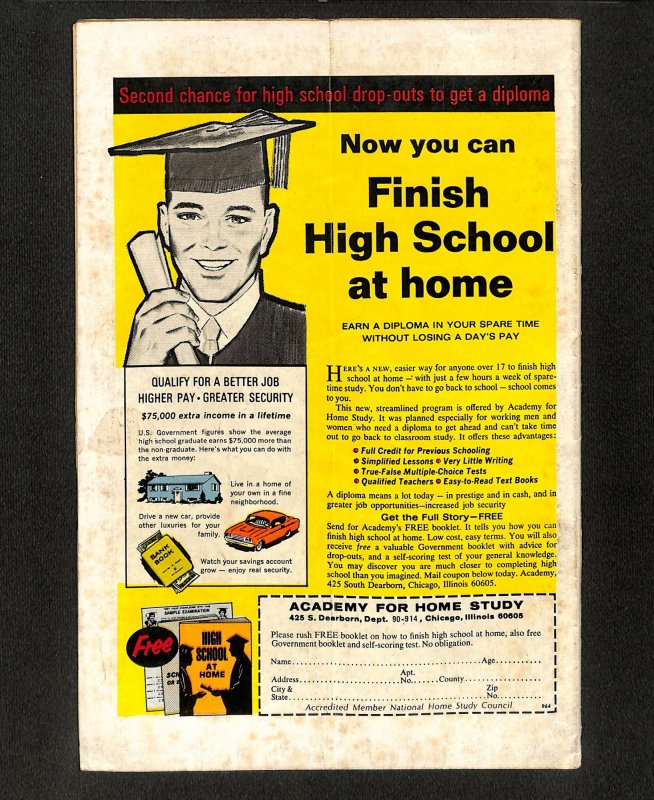 Second chance for high school drop-outs to get a diploma
Now you can
Finish
High School
at home
EARN A DIPLOMA IN YOUR SPARE TIME
WITHOUT LOSING A DAY'S PAY
QUALIFY FOR A BETTER JOB
HIGHER PAY • GREATER SECURITY
$75,000 extra income in a lifetime
U.S. Government figures show the average
high school graduate earns $75,000 more than
the non-graduate. Here's what you can do with
the extra money:
Live in a home of
your own in a fine
neighborhood.
Drive a new car, provide
other luxuries for your
family.
BANK
BOOK
Watch your savings account
grow — enjoy real security.
HERE'S A NEW, easier way for anyone over 17 to finish high
school at home — with just a few hours a week of spare-
time study. You don't have to go back to school — school comes
to you.
This new, streamlined program is offered by Academy for
Home Study. It was planned especially for working men and
women who need a diploma to get ahead and can't take time
out to go back to classroom study. It offers these advantages:
Full Credit for Previous Schooling
Simplified Lessons Very Little Writing
True-False Multiple-Choice Tests
Qualified Teachers Easy-to-Read Text Books
A diploma means a lot today — in prestige and in cash, and in
greater job opportunities—increased job security
Get the Full Story—FREE
Send for Academy's FREE booklet. It tells you how you can
finish high school at home. Low cost, easy terms. You will also
receive free a valuable Government booklet with advice for
drop-outs, and a self-scoring test of your general knowledge.
You may discover you are much closer to completing high
school than you imagined. Mail coupon below today. Academy,
425 South Dearborn, Chicago, Illinois 60605.
SAMPLE EXAMINATION
Free
SCH
OR
HIGH
SCHOOL
AT
HOME
ACADEMY FOR HOME STUDY
425 S. Dearborn, Dept. 90-914, Chicago, Illinois 60605
Please rush FREE booklet on how to finish high school at home, also free
Government booklet and self-scoring test. No obligation.
Name Age
Address Apt. No. County
City & State Zip No.
Accredited Member National Home Study Council 964